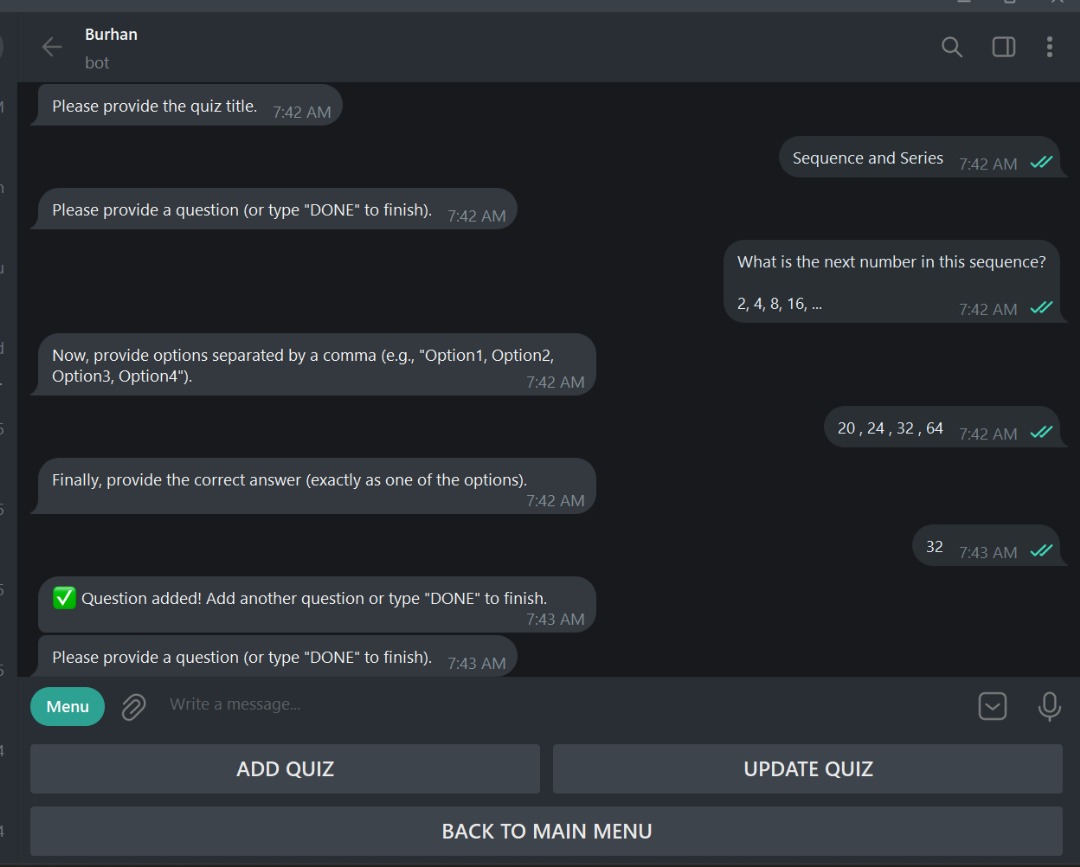 Burhan
bot
Please provide the quiz title. 7:42 AM
Sequence and Series 7:42 AM
Please provide a question (or type "DONE" to finish). 7:42 AM
What is the next number in this sequence?
2, 4, 8, 16, ... 7:42 AM
Now, provide options separated by a comma (e.g., "Option1, Option2,
Option3, Option4"). 7:42 AM
20 , 24 , 32 , 64 7:42 AM
Finally, provide the correct answer (exactly as one of the options).
7:42 AM
32 7:43 AM
✅ Question added! Add another question or type "DONE" to finish.
7:43 AM
Please provide a question (or type "DONE" to finish). 7:43 AM
Menu
Write a message...
ADD QUIZ
UPDATE QUIZ
BACK TO MAIN MENU